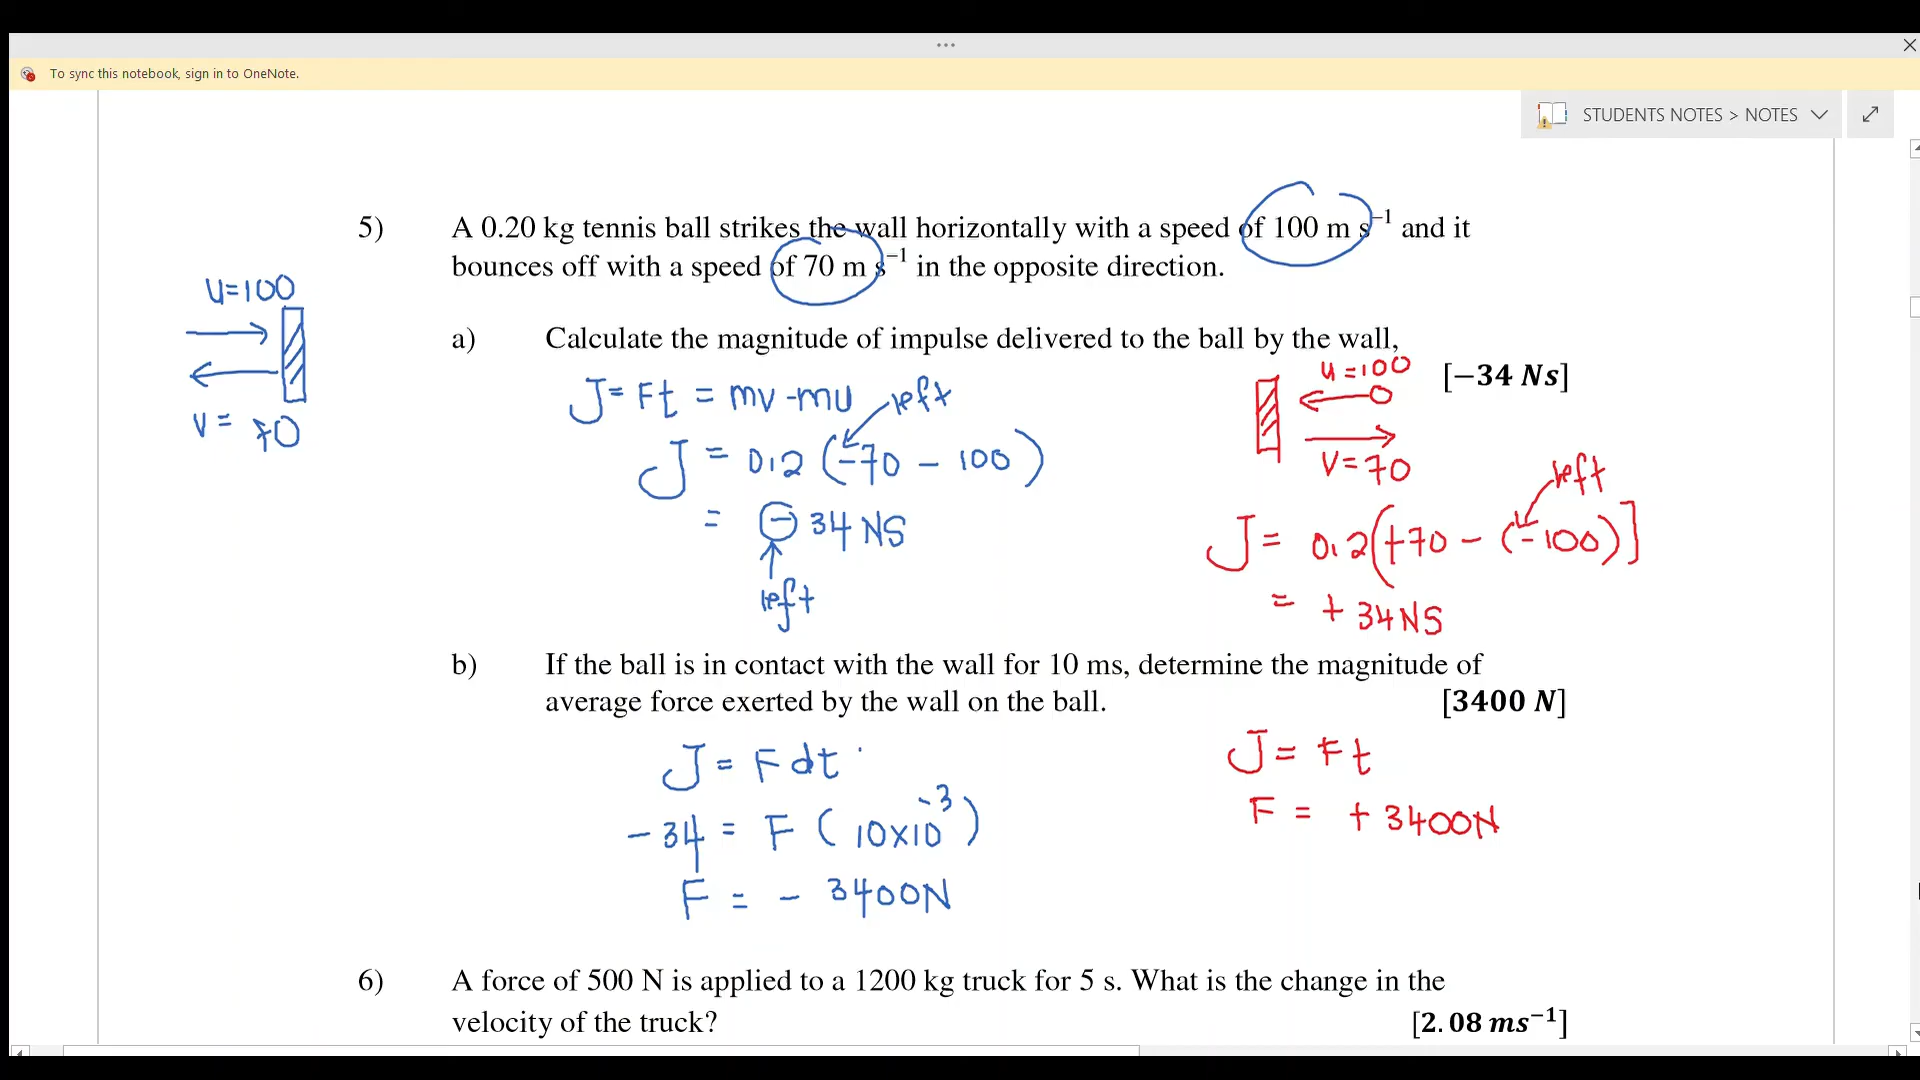 To sync this notebook, sign in to OneNote.
STUDENTS NOTES > NOTES
5) A 0.20 kg tennis ball strikes the wall horizontally with a speed of 100 m s⁻¹ and it
bounces off with a speed of 70 m s⁻¹ in the opposite direction.
u=100
v= 70
a) Calculate the magnitude of impulse delivered to the ball by the wall,
[−34 Ns]
J=Ft = mv-mu
left
J = 0.2 (-70 - 100)
= - 34 NS
left
u=100
v=70
left
J= 0.2(+70 - (-100)]
= + 34NS
b) If the ball is in contact with the wall for 10 ms, determine the magnitude of
average force exerted by the wall on the ball. [3400 N]
J = F dt
-34 = F (10x10⁻³)
F = - 3400N
J = Ft
F = + 3400N
6) A force of 500 N is applied to a 1200 kg truck for 5 s. What is the change in the
velocity of the truck? [2.08 ms⁻¹]